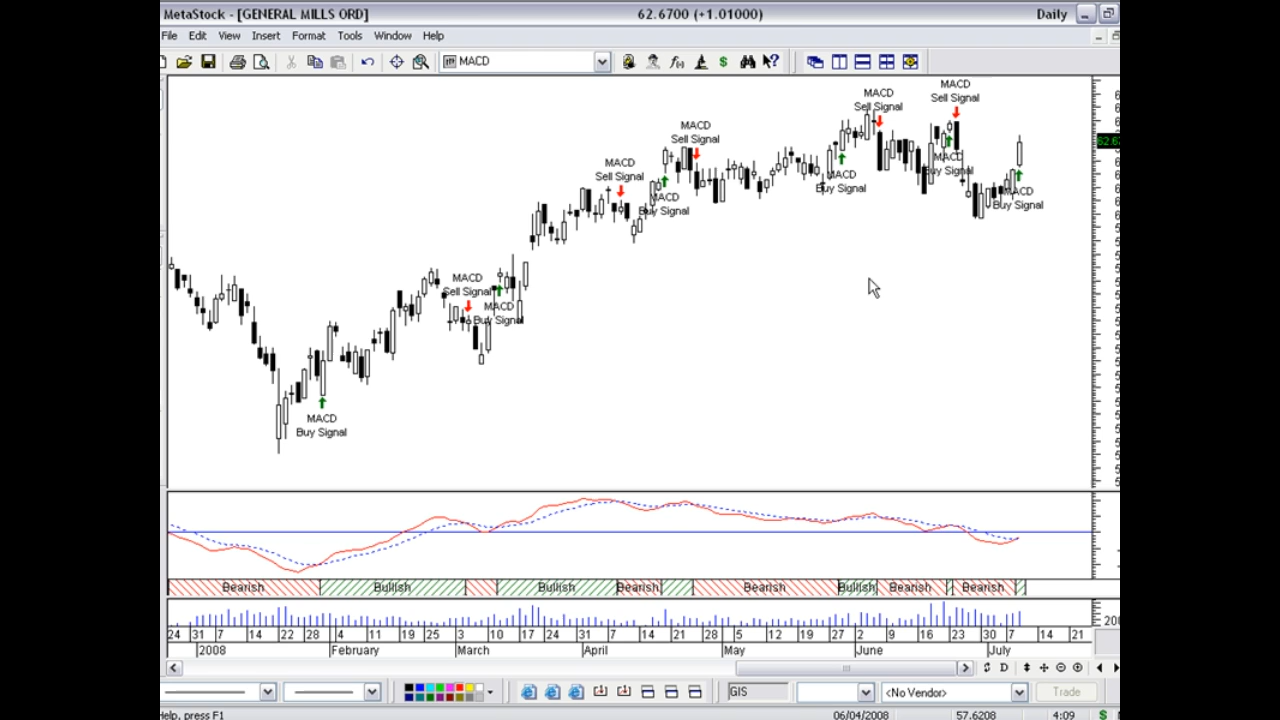 MetaStock - [GENERAL MILLS ORD] 62.6700 (+1.01000) Daily
File Edit View Insert Format Tools Window Help
MACD
MACD
Sell Signal
MACD
Sell Signal
MACD
Sell Signal
MACD
Sell Signal
MACD
Buy Signal
MACD
Buy Signal
MACD
Buy Signal
MACD
Buy Signal
MACD
Sell Signal
MACD
Buy Signal
MACD
Buy Signal
Bearish Bullish Bullish Bearish Bearish Bullish Bearish Bearish
24 31 7 14 22 28 4 11 19 25 3 10 17 24 31 7 14 21 28 5 12 19 27 2 9 16 23 30 7 14 21
2008 February March April May June July
D
GIS <No Vendor> Trade
Help, press F1 06/04/2008 57.6208 4:09 $